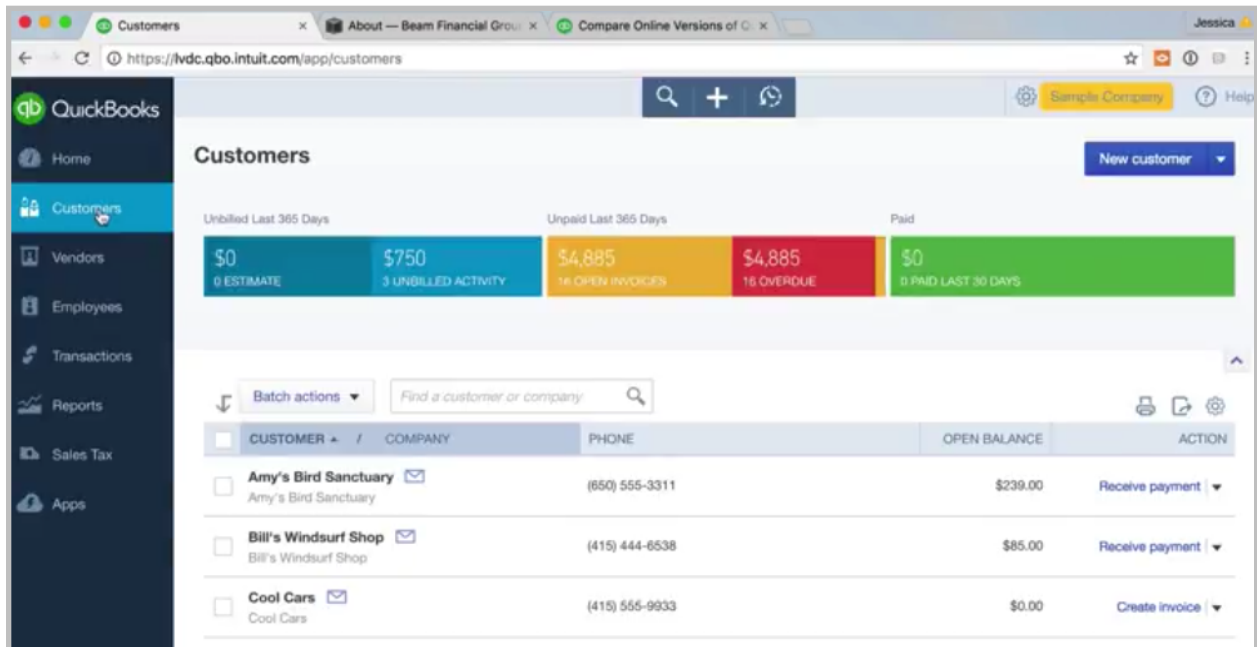 Customers
About — Beam Financial Grou
Compare Online Versions of Q
Jessica
https://lvdc.qbo.intuit.com/app/customers
qb QuickBooks
Sample Company
Help
Home
Customers
Vendors
Employees
Transactions
Reports
Sales Tax
Apps
Customers
New customer
Unbilled Last 365 Days
Unpaid Last 365 Days
Paid
$0
$750
$4,885
$4,885
$0
0 ESTIMATE
3 UNBILLED ACTIVITY
16 OPEN INVOICES
16 OVERDUE
0 PAID LAST 30 DAYS
Batch actions
Find a customer or company
CUSTOMER / COMPANY PHONE OPEN BALANCE ACTION
Amy's Bird Sanctuary
Amy's Bird Sanctuary
(650) 555-3311 $239.00 Receive payment
Bill's Windsurf Shop
Bill's Windsurf Shop
(415) 444-6538 $85.00 Receive payment
Cool Cars
Cool Cars
(415) 555-9933 $0.00 Create invoice